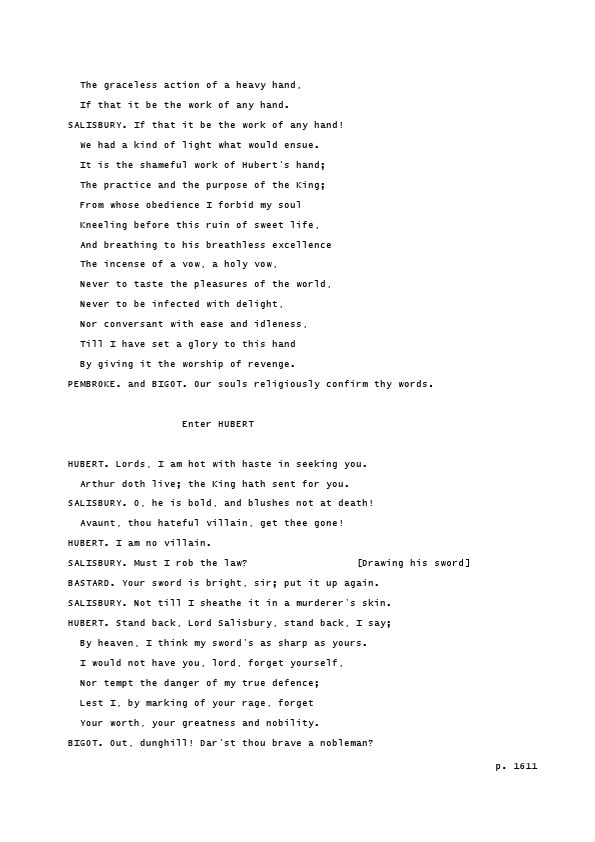 The graceless action of a heavy hand,
If that it be the work of any hand.
SALISBURY. If that it be the work of any hand!
We had a kind of light what would ensue.
It is the shameful work of Hubert's hand;
The practice and the purpose of the King;
From whose obedience I forbid my soul
Kneeling before this ruin of sweet life,
And breathing to his breathless excellence
The incense of a vow, a holy vow,
Never to taste the pleasures of the world,
Never to be infected with delight,
Nor conversant with ease and idleness,
Till I have set a glory to this hand
By giving it the worship of revenge.
PEMBROKE. and BIGOT. Our souls religiously confirm thy words.
Enter HUBERT
HUBERT. Lords, I am hot with haste in seeking you.
Arthur doth live; the King hath sent for you.
SALISBURY. O, he is bold, and blushes not at death!
Avaunt, thou hateful villain, get thee gone!
HUBERT. I am no villain.
SALISBURY. Must I rob the law? [Drawing his sword]
BASTARD. Your sword is bright, sir; put it up again.
SALISBURY. Not till I sheathe it in a murderer's skin.
HUBERT. Stand back, Lord Salisbury, stand back, I say;
By heaven, I think my sword's as sharp as yours.
I would not have you, lord, forget yourself,
Nor tempt the danger of my true defence;
Lest I, by marking of your rage, forget
Your worth, your greatness and nobility.
BIGOT. Out, dunghill! Dar'st thou brave a nobleman?
p. 1611